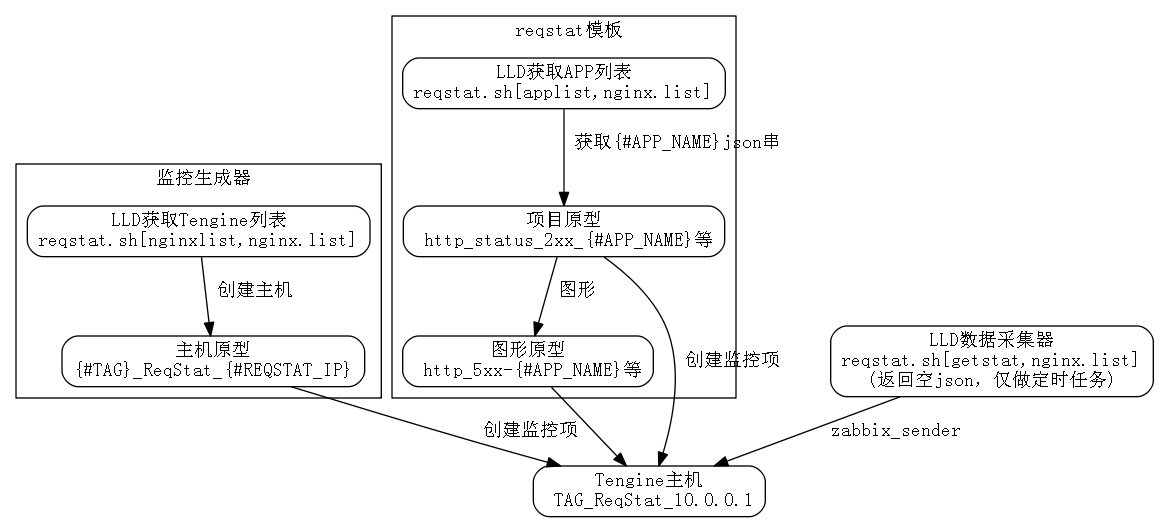 reqstat模板
LLD获取APP列表
reqstat.sh[applist,nginx.list]
获取{#APP_NAME}json串
监控生成器
LLD获取Tengine列表
reqstat.sh[nginxlist,nginx.list]
项目原型
http_status_2xx_{#APP_NAME}等
创建主机
图形
主机原型
{#TAG}_ReqStat_{#REQSTAT_IP}
图形原型
http_5xx-{#APP_NAME}等
创建监控项
LLD数据采集器
reqstat.sh[getstat,nginx.list]
(返回空json, 仅做定时任务)
创建监控项
zabbix_sender
Tengine主机
TAG_ReqStat_10.0.0.1